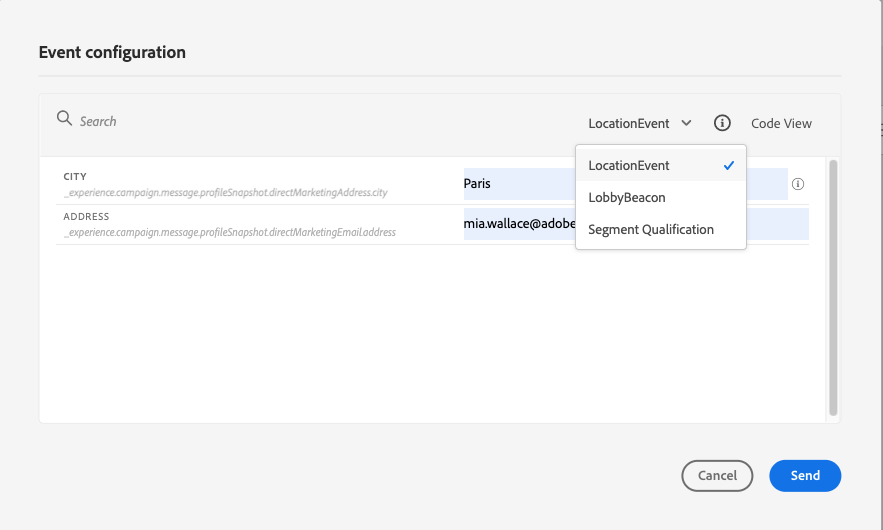 Event configuration
Search
LocationEvent
Code View
LocationEvent
LobbyBeacon
Segment Qualification
CITY
_experience.campaign.message.profileSnapshot.directMarketingAddress.city
Paris
ADDRESS
_experience.campaign.message.profileSnapshot.directMarketingEmail.address
mia.wallace@adobe
Cancel
Send